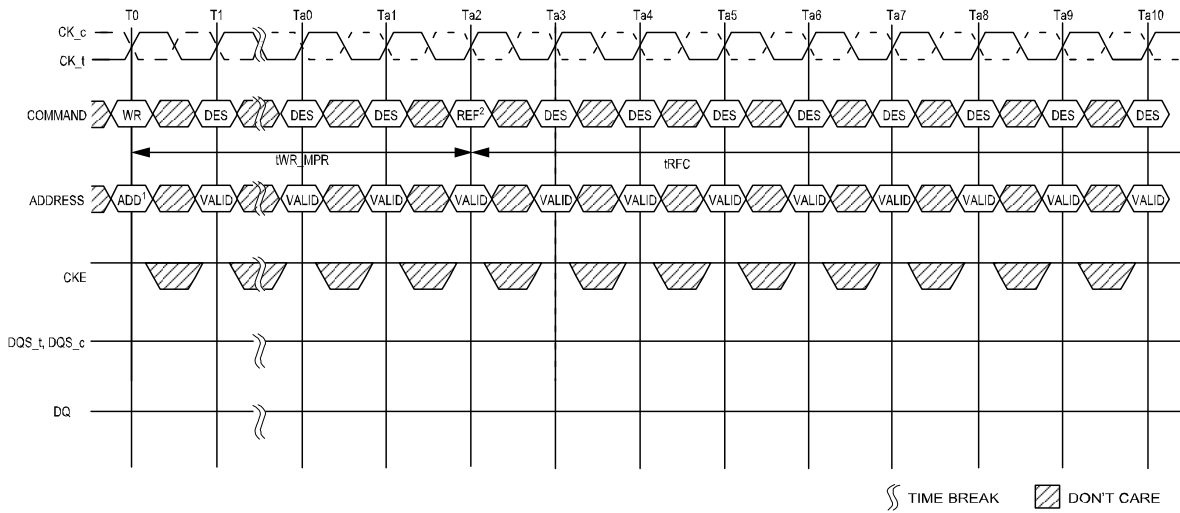 T0 T1 Ta0 Ta1 Ta2 Ta3 Ta4 Ta5 Ta6 Ta7 Ta8 Ta9 Ta10
CK_c
CK_t
COMMAND WR DES DES DES REF2 DES DES DES DES DES DES DES DES
tWR_MPR tRFC
ADDRESS ADD1 VALID VALID VALID VALID VALID VALID VALID VALID VALID VALID VALID VALID
CKE
DQS_t, DQS_c
DQ
TIME BREAK DON'T CARE